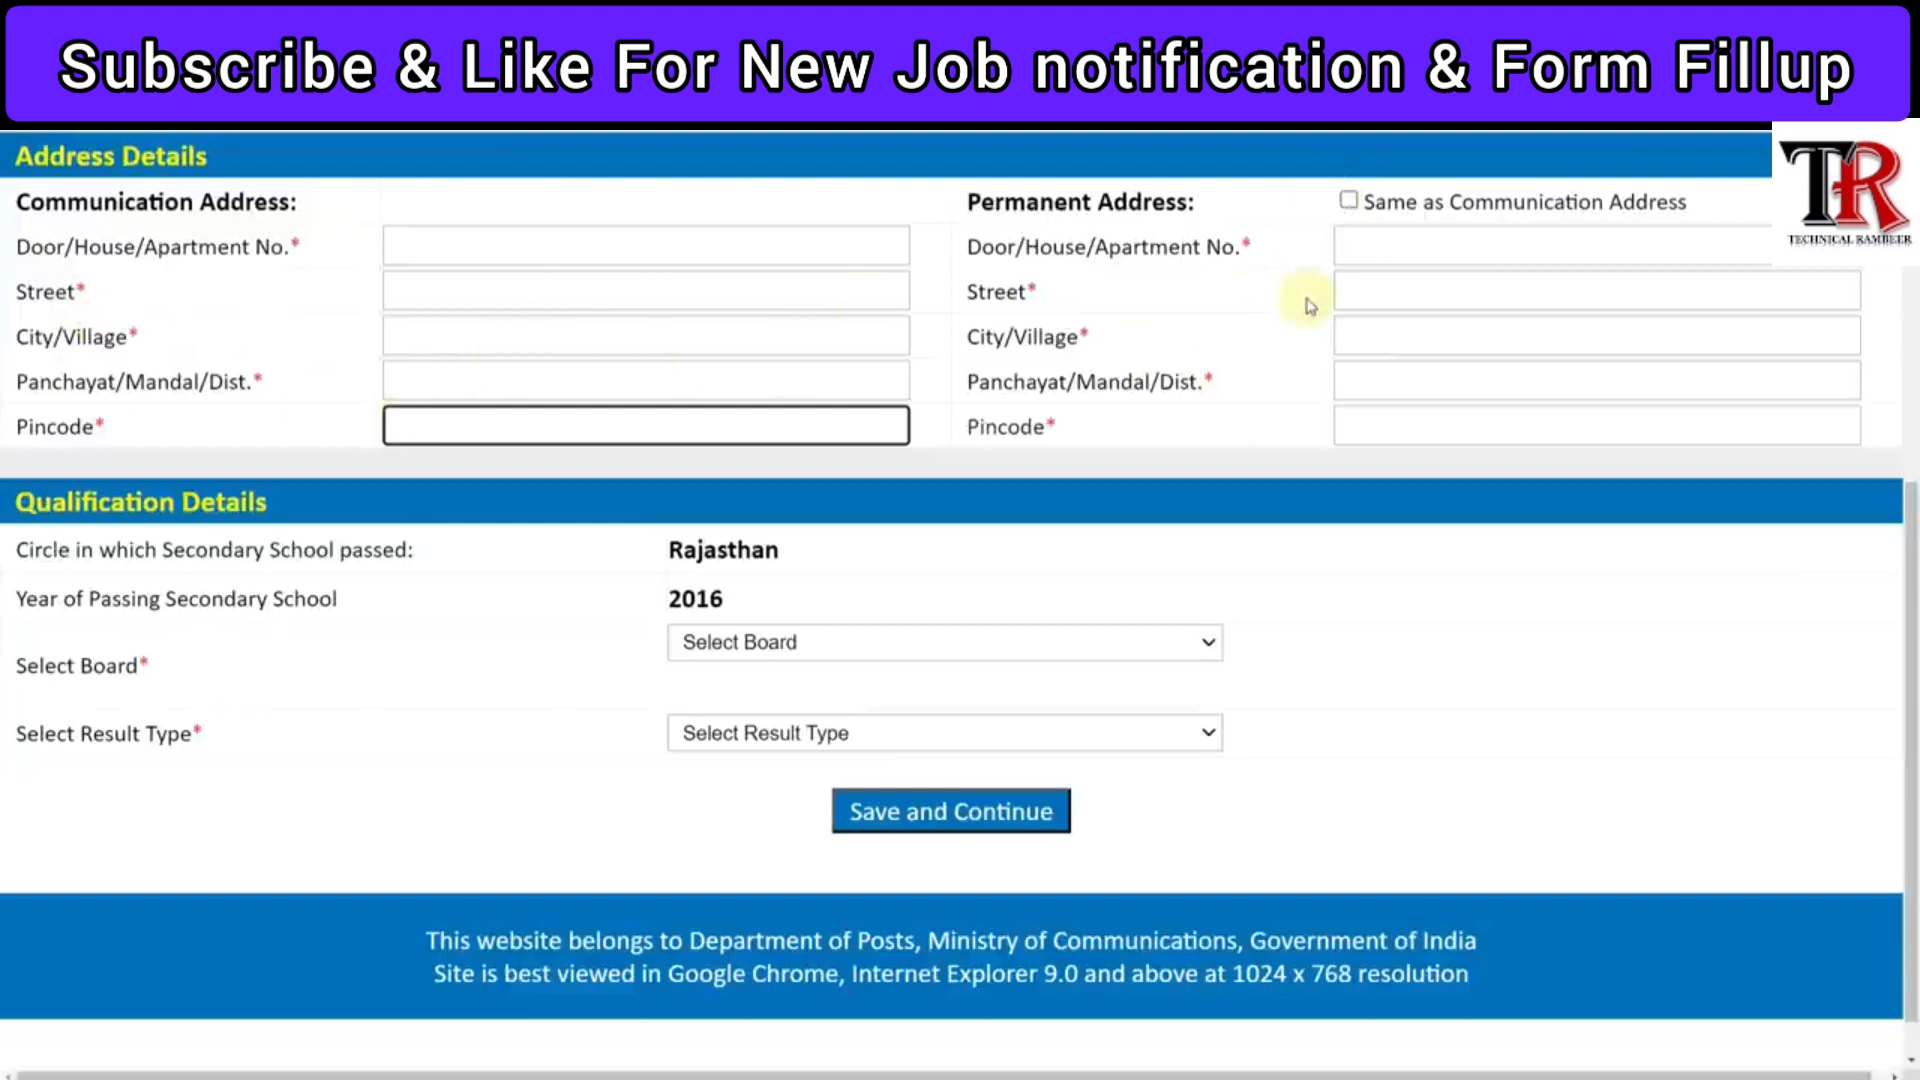 Subscribe & Like For New Job notification & Form Fillup
TR
TECHNICAL RAMBEER
Address Details
Communication Address:
Permanent Address:
Same as Communication Address
Door/House/Apartment No.*
Door/House/Apartment No.*
Street*
Street*
City/Village*
City/Village*
Panchayat/Mandal/Dist.*
Panchayat/Mandal/Dist.*
Pincode*
Pincode*
Qualification Details
Circle in which Secondary School passed:
Rajasthan
Year of Passing Secondary School
2016
Select Board*
Select Board
Select Result Type*
Select Result Type
Save and Continue
This website belongs to Department of Posts, Ministry of Communications, Government of India
Site is best viewed in Google Chrome, Internet Explorer 9.0 and above at 1024 x 768 resolution